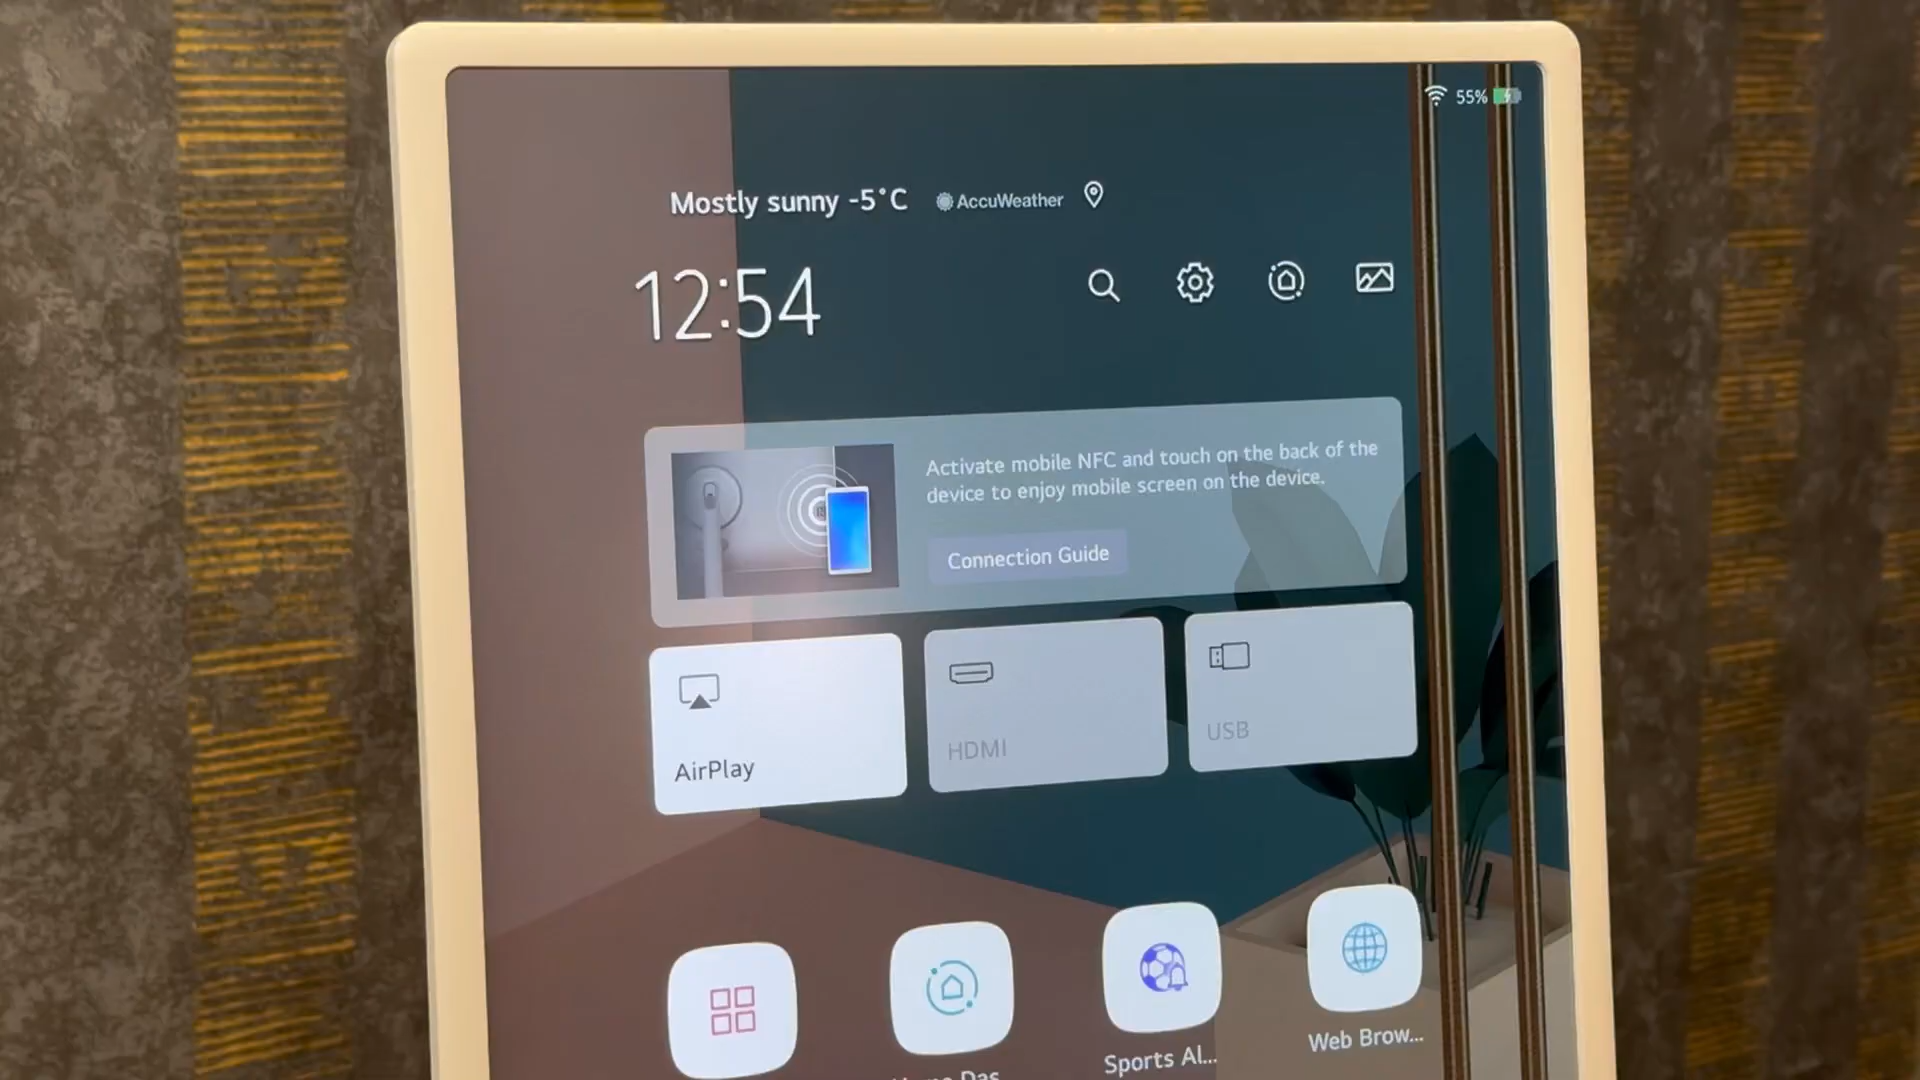 55%
Mostly sunny -5°C AccuWeather
12:54
Activate mobile NFC and touch on the back of the
device to enjoy mobile screen on the device.
Connection Guide
AirPlay
HDMI
USB
Sports Al...
Web Brow...